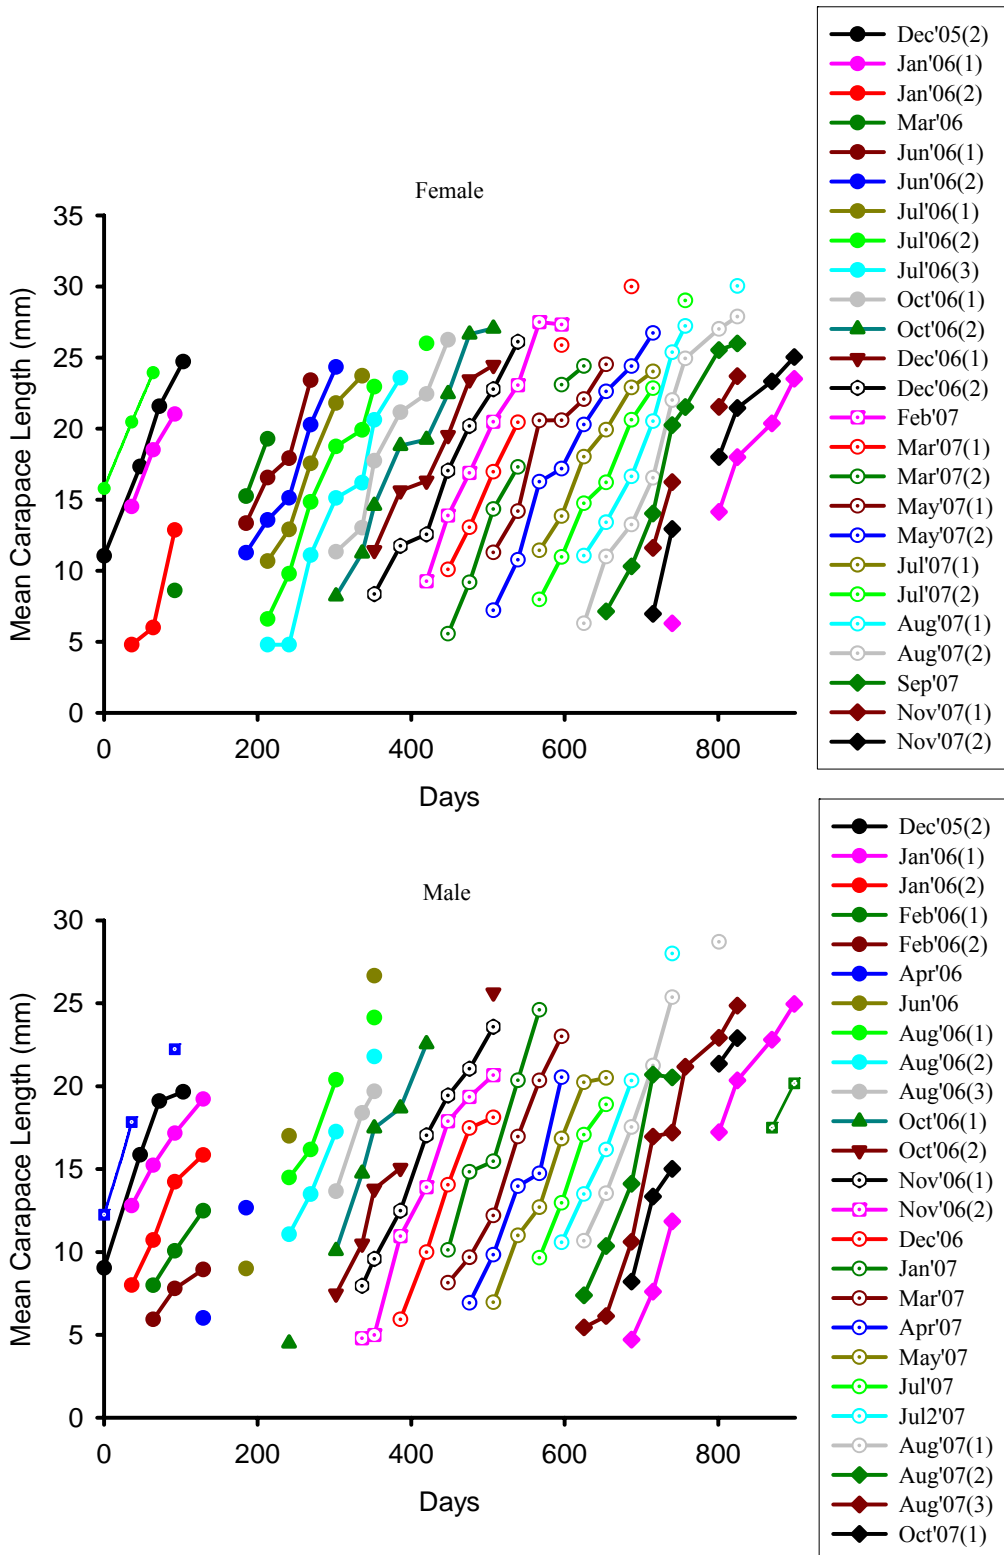 Dec'05(2)
Jan'06(1)
Jan'06(2)
Mar'06
Jun'06(1)
Jun'06(2)
Jul'06(1)
Jul'06(2)
Jul'06(3)
Oct'06(1)
Oct'06(2)
Dec'06(1)
Dec'06(2)
Feb'07
Mar'07(1)
Mar'07(2)
May'07(1)
May'07(2)
Jul'07(1)
Jul'07(2)
Aug'07(1)
Aug'07(2)
Sep'07
Nov'07(1)
Nov'07(2)
Female
Mean Carapace Length (mm)
35
30
25
20
15
10
5
0
0 200 400 600 800
Days
Dec'05(2)
Jan'06(1)
Jan'06(2)
Feb'06(1)
Feb'06(2)
Apr'06
Jun'06
Aug'06(1)
Aug'06(2)
Aug'06(3)
Oct'06(1)
Oct'06(2)
Nov'06(1)
Nov'06(2)
Dec'06
Jan'07
Mar'07
Apr'07
May'07
Jul'07
Jul2'07
Aug'07(1)
Aug'07(2)
Aug'07(3)
Oct'07(1)
Male
Mean Carapace Length (mm)
30
25
20
15
10
5
0
0 200 400 600 800
Days